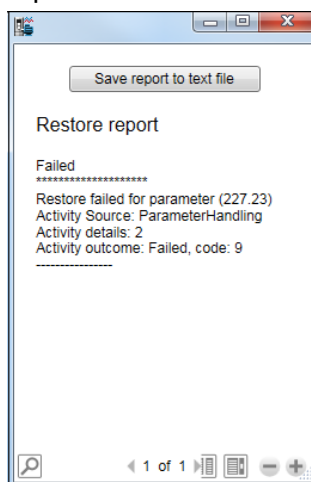 Save report to text file
Restore report
Failed
********************
Restore failed for parameter (227.23)
Activity Source: ParameterHandling
Activity details: 2
Activity outcome: Failed, code: 9
----------------
1 of 1